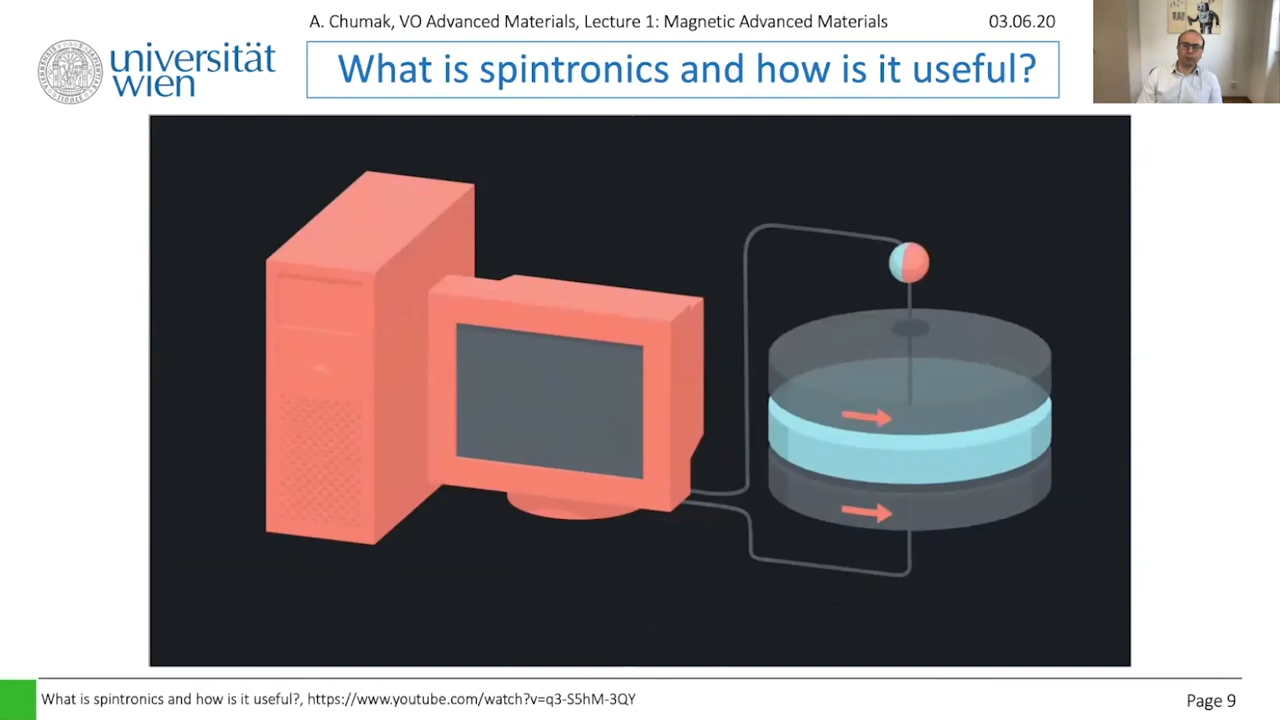 A. Chumak, VO Advanced Materials, Lecture 1: Magnetic Advanced Materials
03.06.20
universität
wien
What is spintronics and how is it useful?
What is spintronics and how is it useful?, https://www.youtube.com/watch?v=q3-S5hM-3QY
Page 9